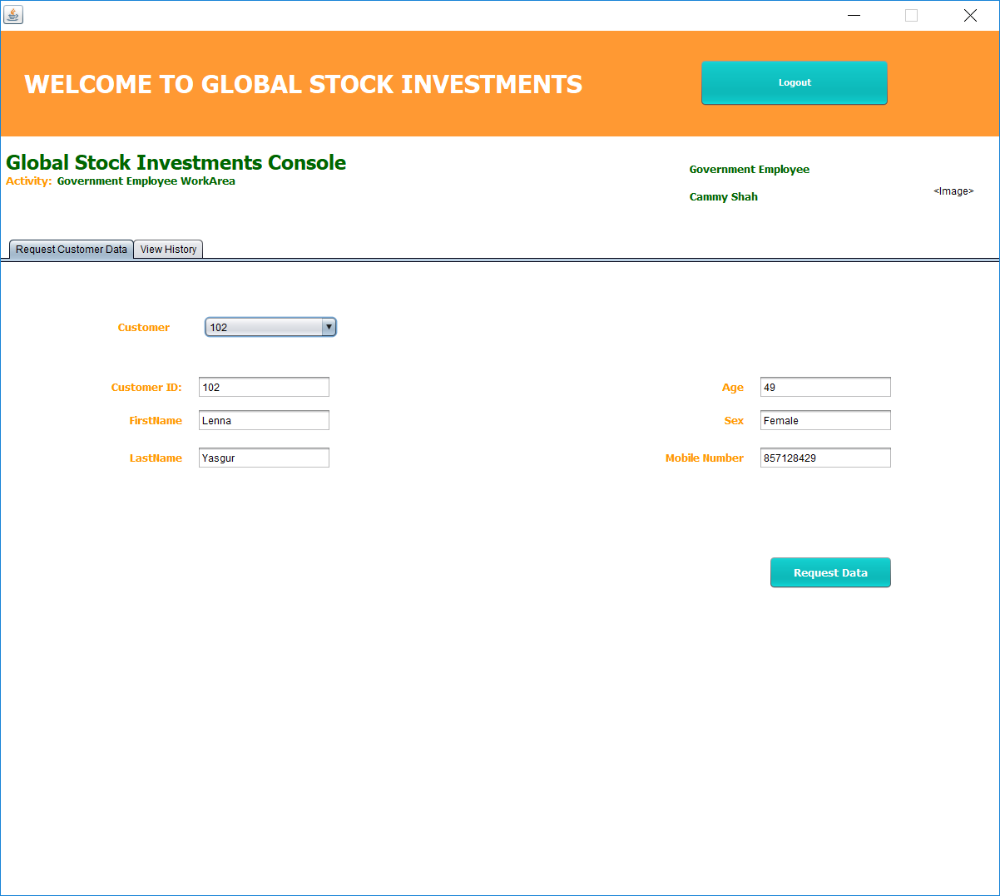 WELCOME TO GLOBAL STOCK INVESTMENTS
Logout
Global Stock Investments Console
Activity: Government Employee WorkArea
Government Employee
Cammy Shah
<Image>
Request Customer Data
View History
Customer
102
Customer ID:
102
Age
49
FirstName
Lenna
Sex
Female
LastName
Yasgur
Mobile Number
857128429
Request Data